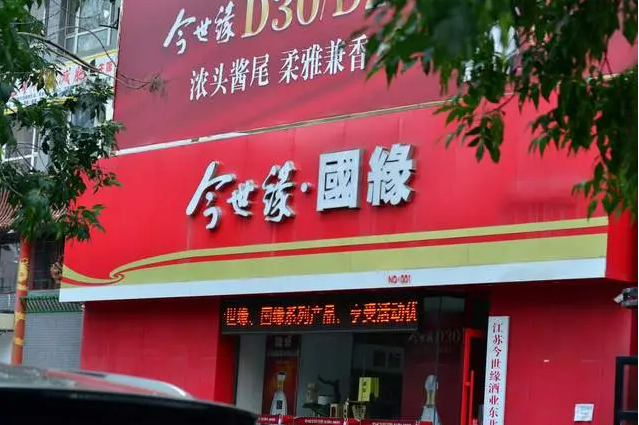 今世缘 D30/D
浓头酱尾 柔雅兼香
今世缘·國緣
NO:001
世缘、国缘系列产品，享受活动优
江苏今世缘酒业东北